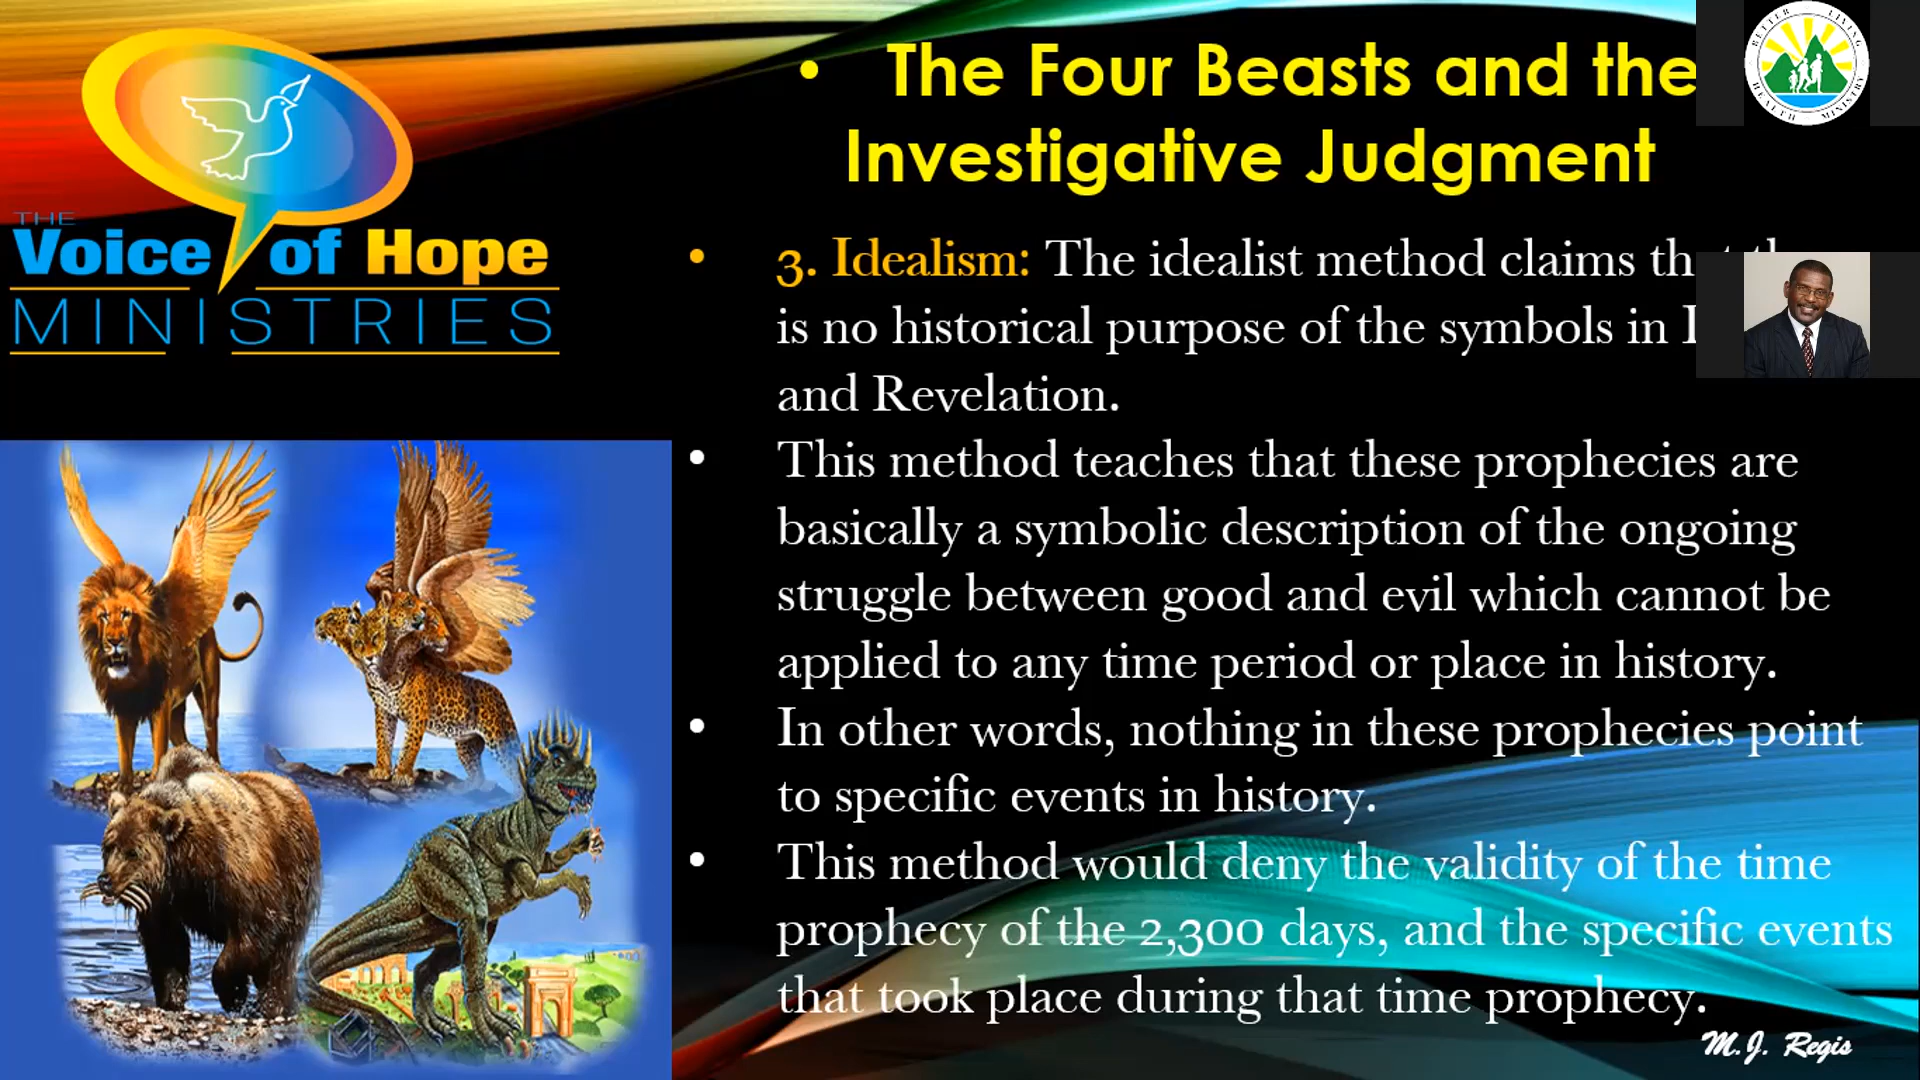 THE
Voice of Hope
MINISTRIES
• The Four Beasts and the
Investigative Judgment
BETTER LIVING
HEALTH MINISTRY
• 3. Idealism: The idealist method claims that
is no historical purpose of the symbols in
and Revelation.
• This method teaches that these prophecies are
basically a symbolic description of the ongoing
struggle between good and evil which cannot be
applied to any time period or place in history.
• In other words, nothing in these prophecies point
to specific events in history.
• This method would deny the validity of the time
prophecy of the 2,300 days, and the specific events
that took place during that time prophecy.
M.J. Regis